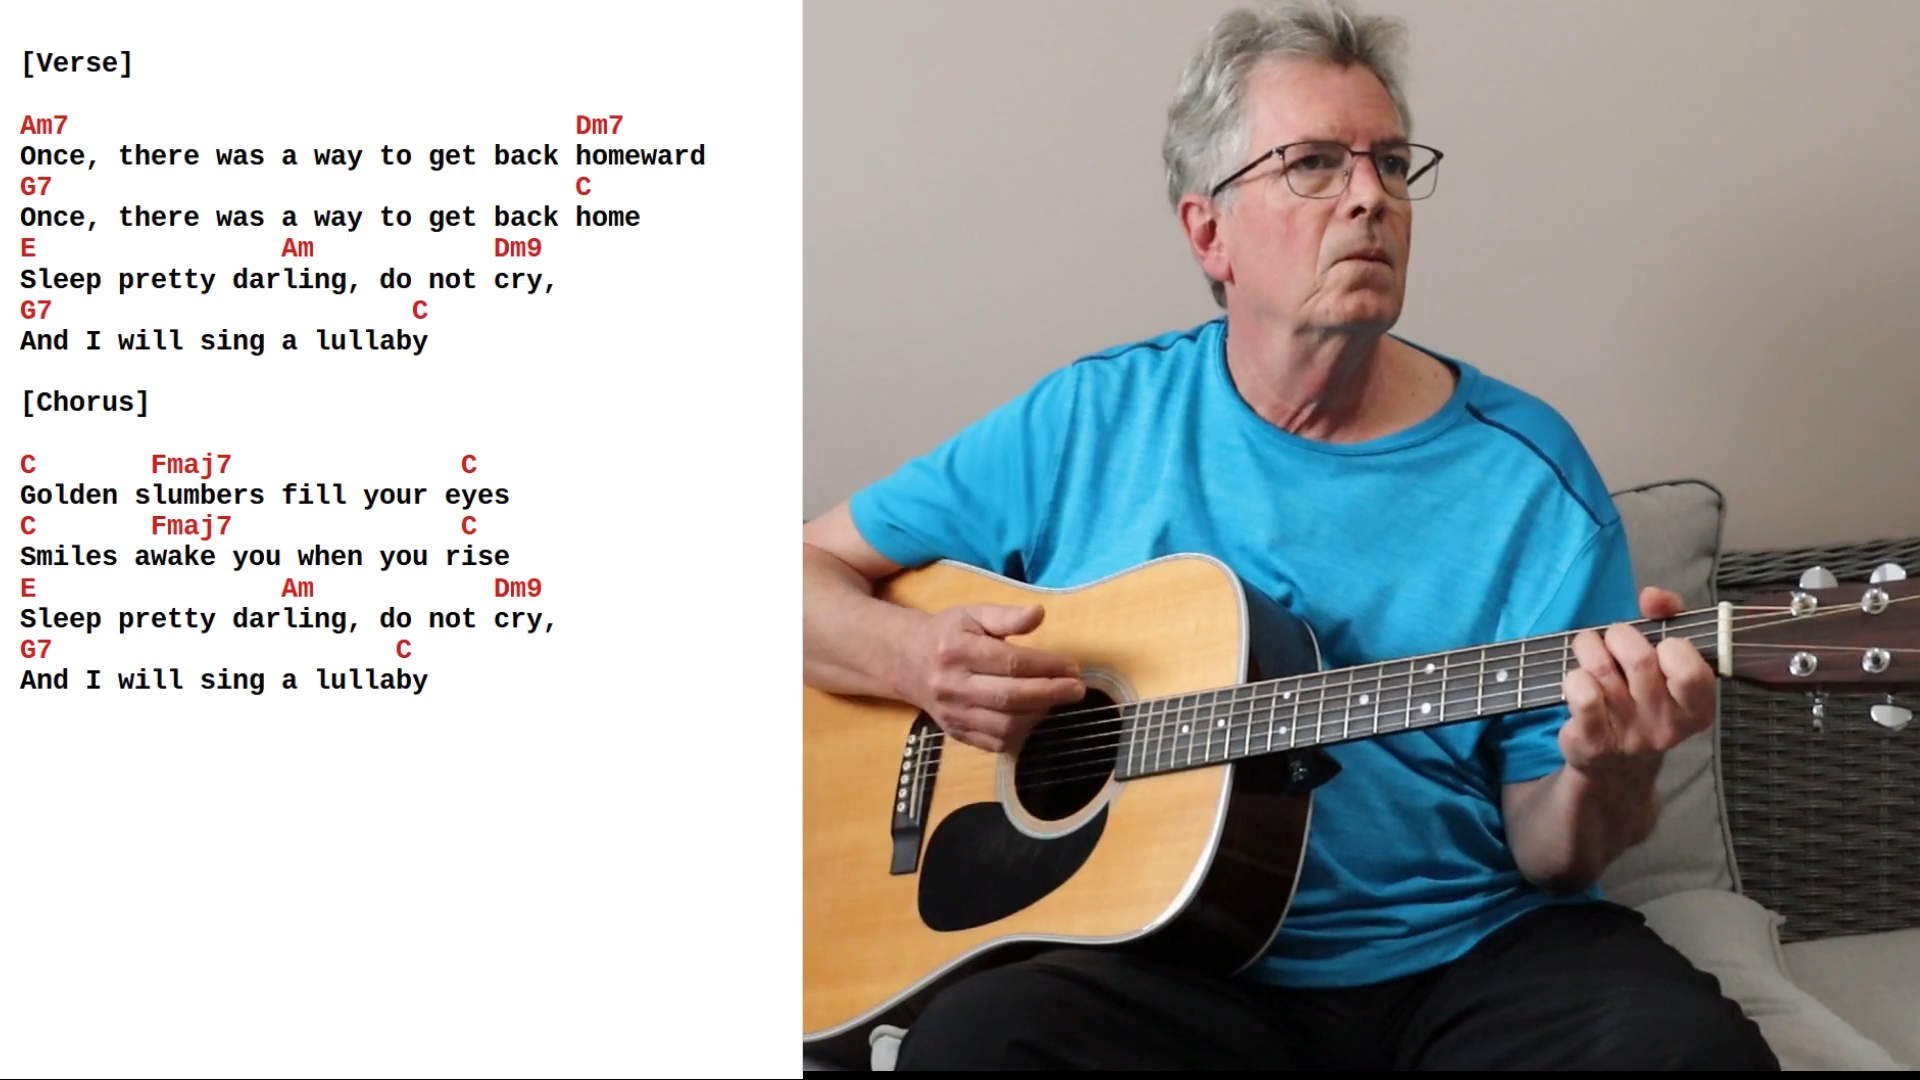 [Verse]
Am7 Dm7
Once, there was a way to get back homeward
G7 C
Once, there was a way to get back home
E Am Dm9
Sleep pretty darling, do not cry,
G7 C
And I will sing a lullaby
[Chorus]
C Fmaj7 C
Golden slumbers fill your eyes
C Fmaj7 C
Smiles awake you when you rise
E Am Dm9
Sleep pretty darling, do not cry,
G7 C
And I will sing a lullaby